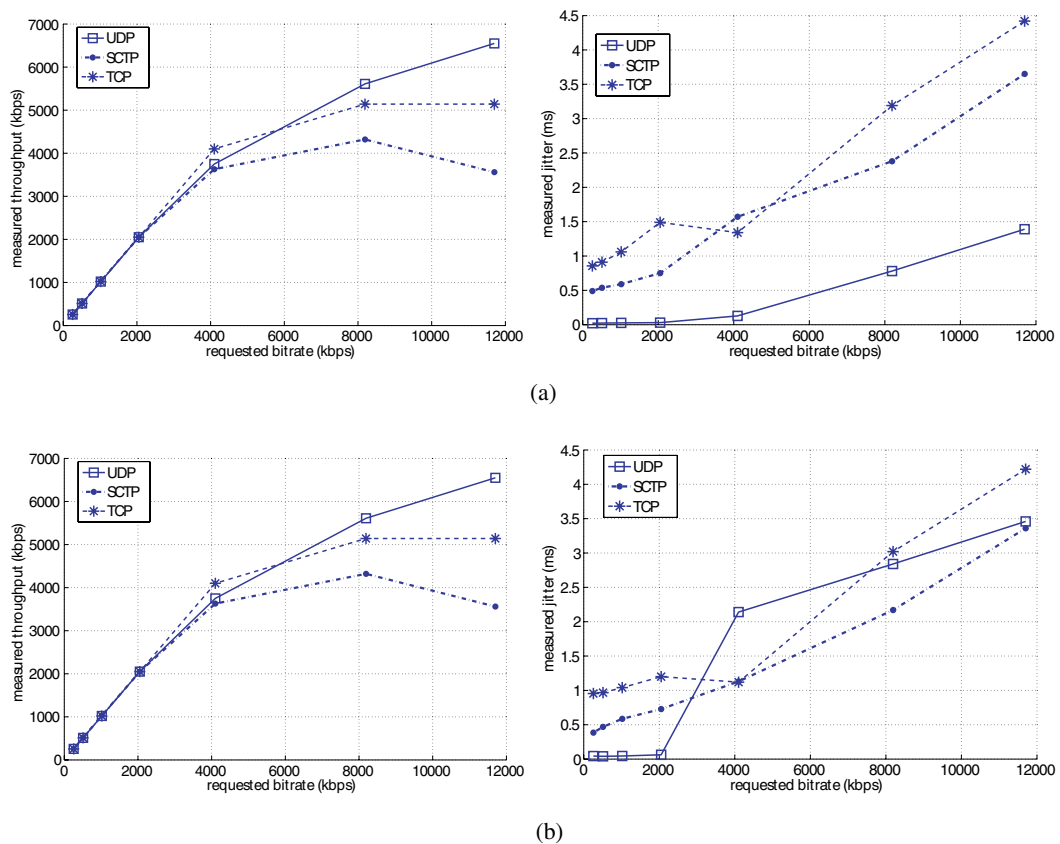 7000
6000
5000
4000
3000
2000
1000
0
measured throughput (kbps)
UDP
SCTP
TCP
0 2000 4000 6000 8000 10000 12000
requested bitrate (kbps)
4.5
4
3.5
3
2.5
2
1.5
1
0.5
0
measured jitter (ms)
UDP
SCTP
TCP
0 2000 4000 6000 8000 10000 12000
requested bitrate (kbps)
(a)
7000
6000
5000
4000
3000
2000
1000
0
measured throughput (kbps)
UDP
SCTP
TCP
0 2000 4000 6000 8000 10000 12000
requested bitrate (kbps)
4.5
4
3.5
3
2.5
2
1.5
1
0.5
0
measured jitter (ms)
UDP
SCTP
TCP
0 2000 4000 6000 8000 10000 12000
requested bitrate (kbps)
(b)